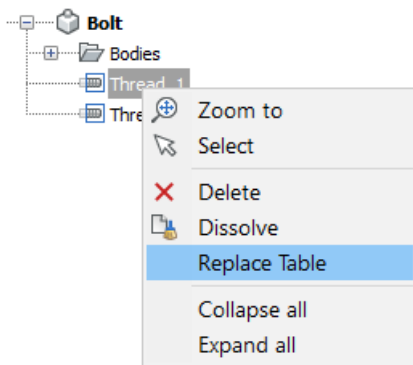 Bolt
Bodies
Thread_1
Thre
Zoom to
Select
Delete
Dissolve
Replace Table
Collapse all
Expand all